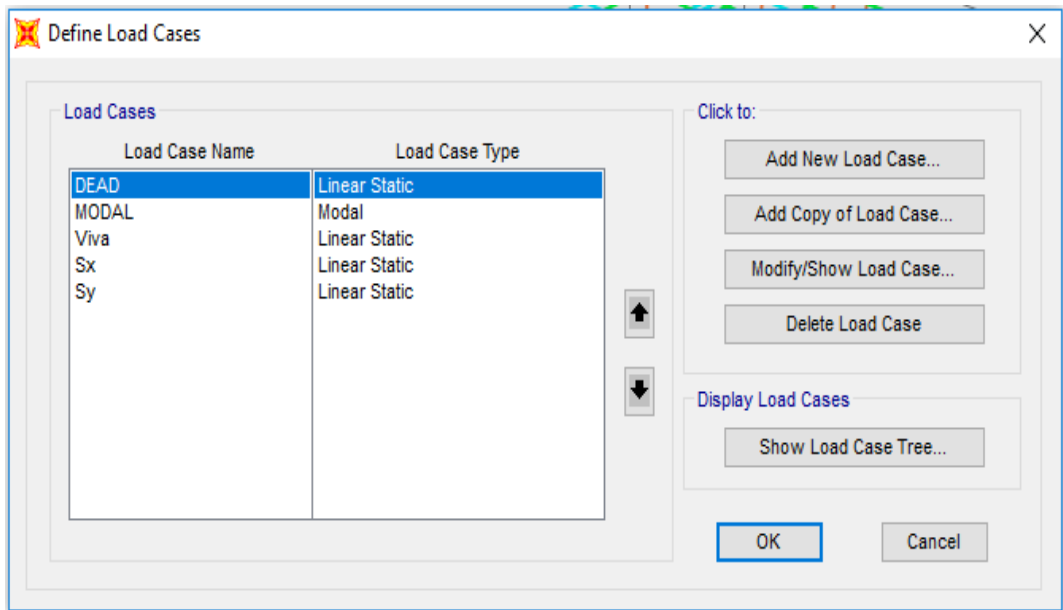 Define Load Cases
Load Cases
Load Case Name Load Case Type
DEAD Linear Static
MODAL Modal
Viva Linear Static
Sx Linear Static
Sy Linear Static
Click to:
Add New Load Case...
Add Copy of Load Case...
Modify/Show Load Case...
Delete Load Case
Display Load Cases
Show Load Case Tree...
OK Cancel